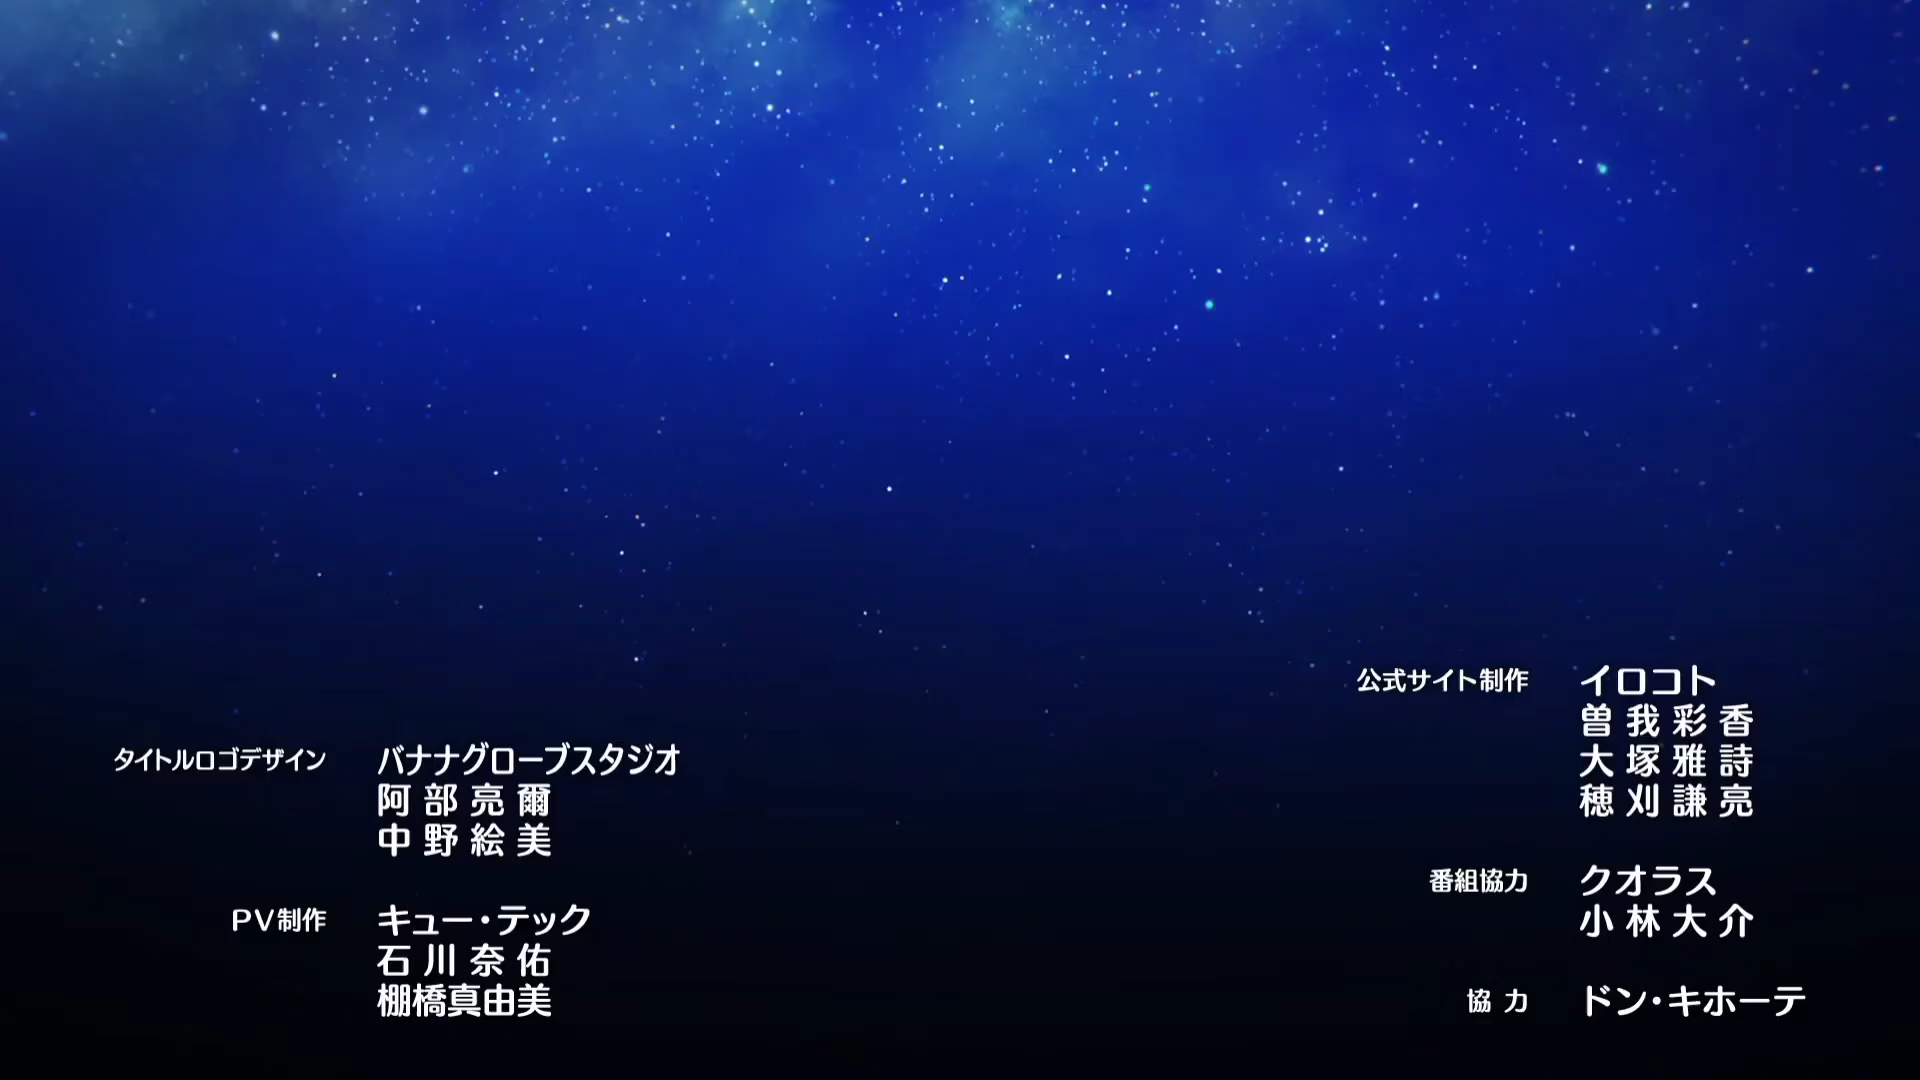 タイトルロゴデザイン バナナグローブスタジオ
阿部亮爾
中野絵美
PV制作 キュー・テック
石川奈佑
棚橋真由美
公式サイト制作 イロコト
曽我彩香
大塚雅詩
穂刈謙亮
番組協力 クオラス
小林大介
協力 ドン・キホーテ